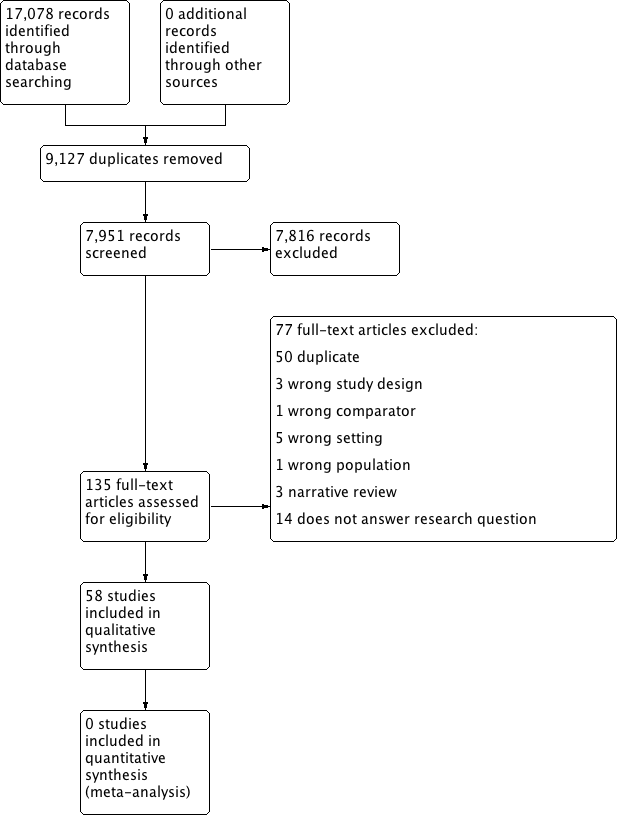 17,078 records
identified
through
database
searching
0 additional
records
identified
through other
sources
9,127 duplicates removed
7,951 records
screened
7,816 records
excluded
77 full-text articles excluded:
50 duplicate
3 wrong study design
1 wrong comparator
5 wrong setting
1 wrong population
3 narrative review
14 does not answer research question
135 full-text
articles assessed
for eligibility
58 studies
included in
qualitative
synthesis
0 studies
included in
quantitative
synthesis
(meta-analysis)